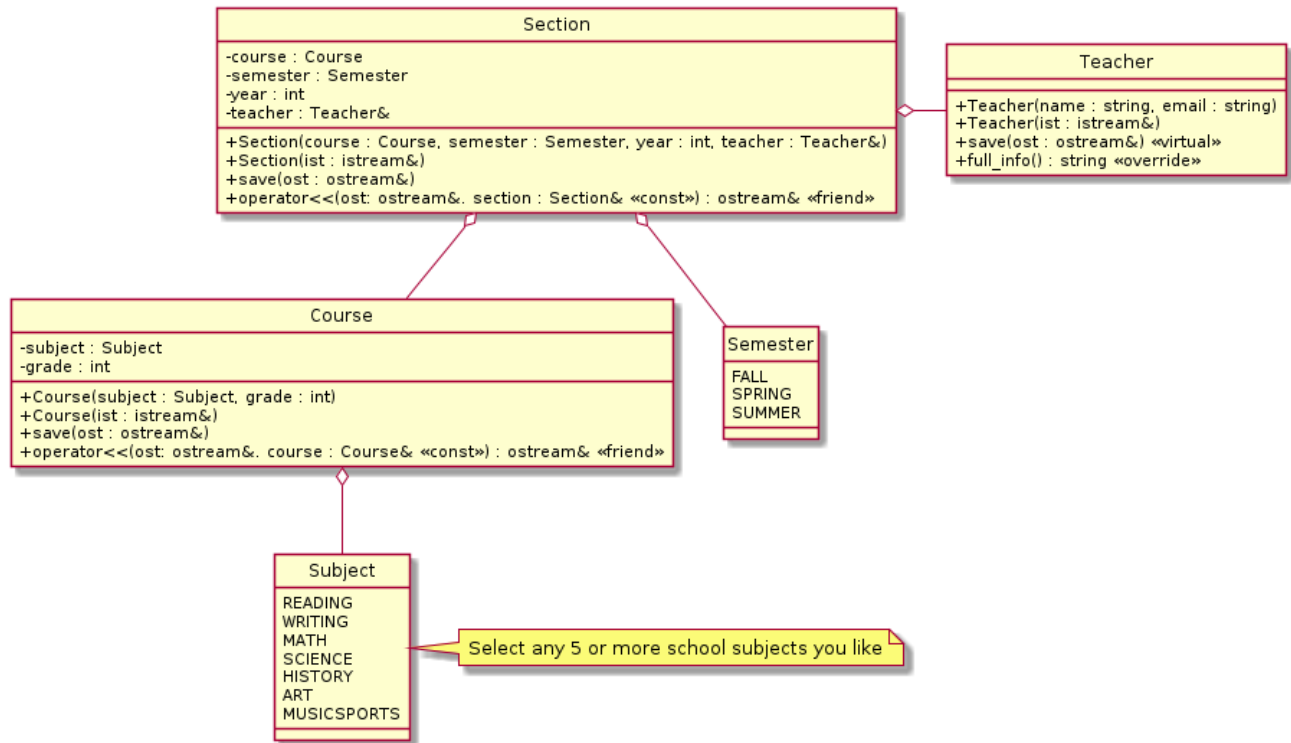 Section
-course : Course
-semester : Semester
-year : int
-teacher : Teacher&
+Section(course : Course, semester : Semester, year : int, teacher : Teacher&)
+Section(ist : istream&)
+save(ost : ostream&)
+operator<<(ost: ostream&. section : Section& «const») : ostream& «friend»
Teacher
+Teacher(name : string, email : string)
+Teacher(ist : istream&)
+save(ost : ostream&) «virtual»
+full_info() : string «override»
Course
-subject : Subject
-grade : int
+Course(subject : Subject, grade : int)
+Course(ist : istream&)
+save(ost : ostream&)
+operator<<(ost: ostream&. course : Course& «const») : ostream& «friend»
Semester
FALL
SPRING
SUMMER
Subject
READING
WRITING
MATH
SCIENCE
HISTORY
ART
MUSICSPORTS
Select any 5 or more school subjects you like